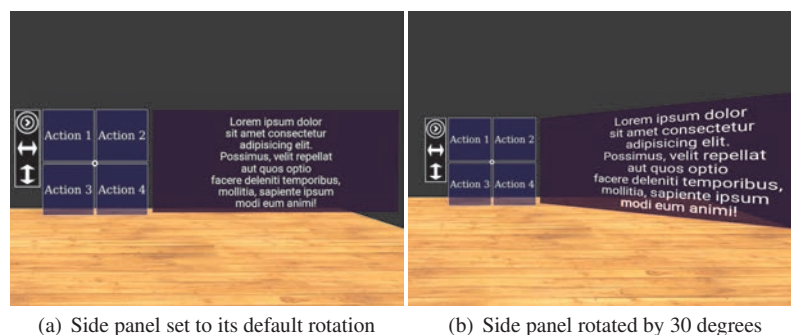 Action 1 Action 2
Action 3 Action 4
Lorem ipsum dolor
sit amet consectetur
adipisicing elit.
Possimus, velit repellat
aut quos optio
facere deleniti temporibus,
mollitia, sapiente ipsum
modi eum animi!
Action 1 Action 2
Action 3 Action 4
Lorem ipsum dolor
sit amet consectetur
adipisicing elit.
Possimus, velit repellat
aut quos optio
facere deleniti temporibus,
mollitia, sapiente ipsum
modi eum animi!
(a) Side panel set to its default rotation
(b) Side panel rotated by 30 degrees